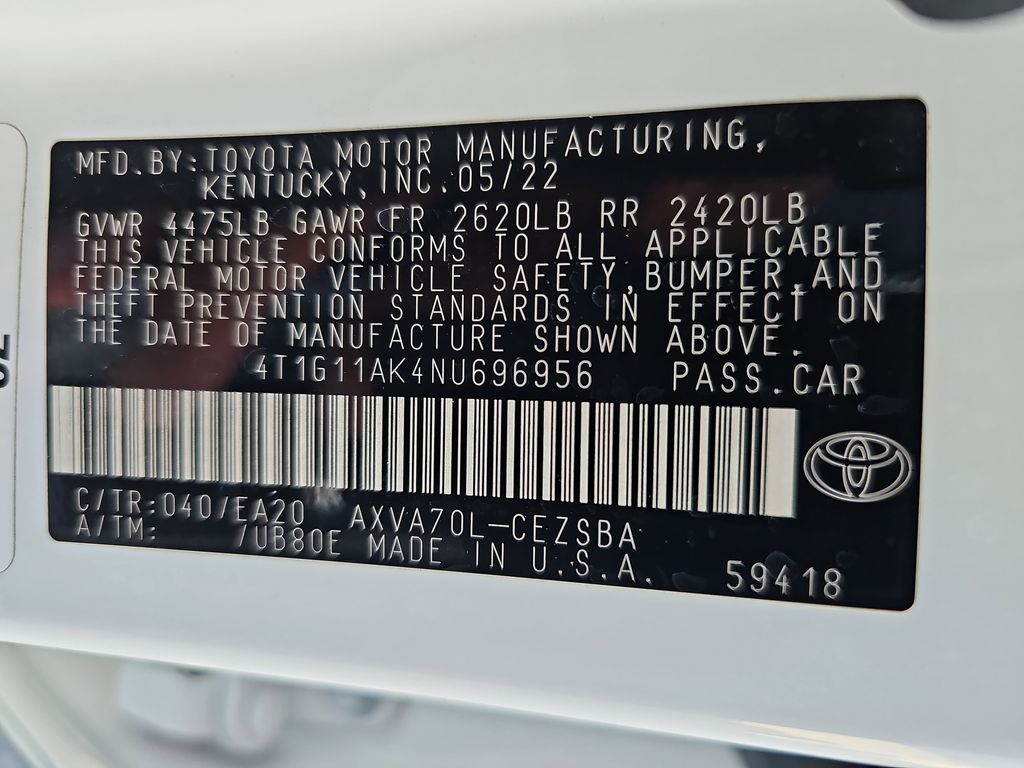 MFD.BY:TOYOTA MOTOR MANUFACTURING,
KENTUCKY, INC.05/22
GVWR 4475LB GAWR FR 2620LB RR 2420LB
THIS VEHICLE CONFORMS TO ALL APPLICABLE
FEDERAL MOTOR VEHICLE SAFETY,BUMPER,AND
THEFT PREVENTION STANDARDS IN EFFECT ON
THE DATE OF MANUFACTURE SHOWN ABOVE.
4T1G11AK4NU696956 PASS.CAR
C/TR:040/EA20 AXVA70L-CEZSBA
A/TM: /UB80E MADE IN U.S.A.
59418